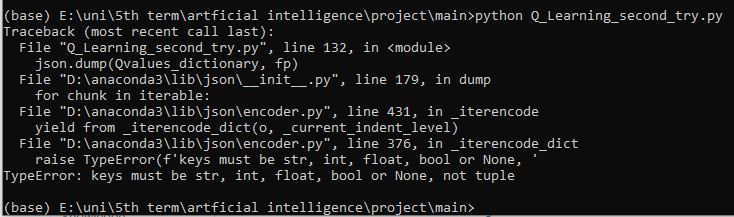 (base) E:\uni\5th term\artficial intelligence\project\main>python Q_Learning_second_try.py
Traceback (most recent call last):
  File "Q_Learning_second_try.py", line 132, in <module>
    json.dump(Qvalues_dictionary, fp)
  File "D:\anaconda3\lib\json\__init__.py", line 179, in dump
    for chunk in iterable:
  File "D:\anaconda3\lib\json\encoder.py", line 431, in _iterencode
    yield from _iterencode_dict(o, _current_indent_level)
  File "D:\anaconda3\lib\json\encoder.py", line 376, in _iterencode_dict
    raise TypeError(f'keys must be str, int, float, bool or None, '
TypeError: keys must be str, int, float, bool or None, not tuple
(base) E:\uni\5th term\artficial intelligence\project\main>